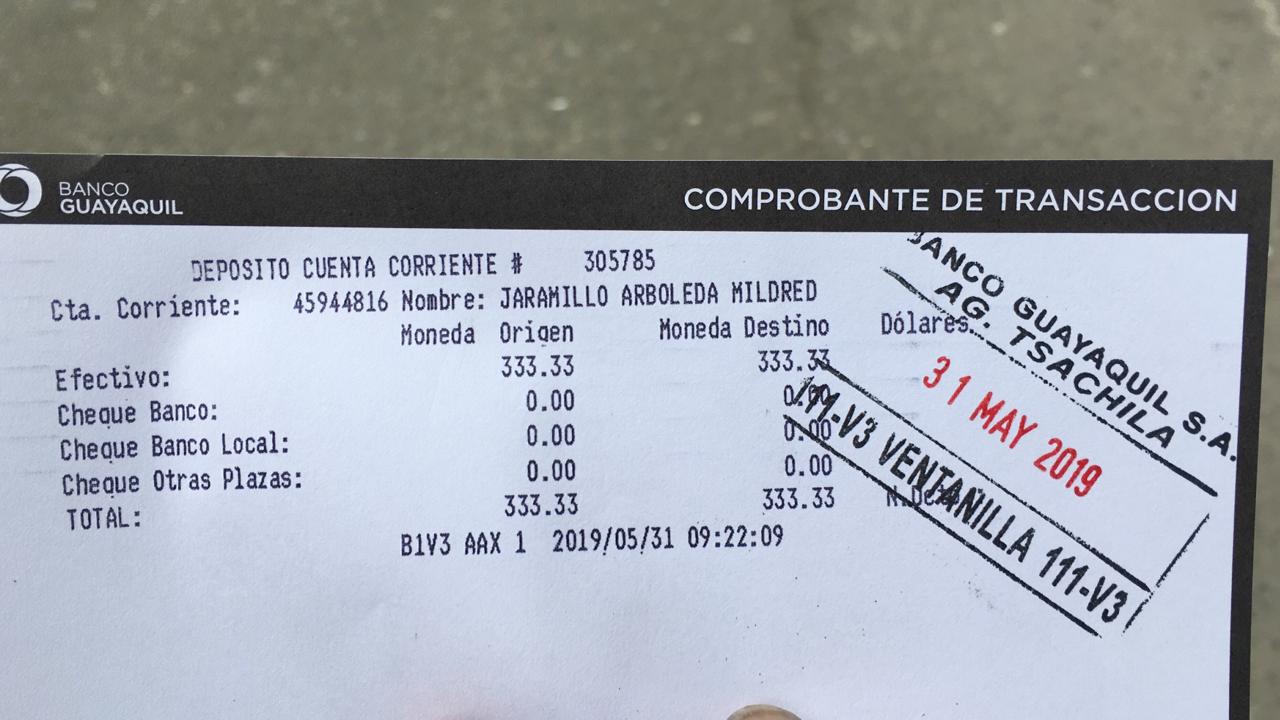 BANCO
GUAYAQUIL
COMPROBANTE DE TRANSACCION
DEPOSITO CUENTA CORRIENTE # 305785
Cta. Corriente: 45944816 Nombre: JARAMILLO ARBOLEDA MILDRED
Moneda Origen Moneda Destino Dólares
Efectivo: 333.33 333.33
Cheque Banco: 0.00 0.00
Cheque Banco Local: 0.00 0.00
Cheque Otras Plazas: 0.00 0.00
TOTAL: 333.33 333.33
B1V3 AAX 1 2019/05/31 09:22:09
BANCO GUAYAQUIL S.A.
AG. TSACHILA
31 MAY 2019
111-V3 VENTANILLA 111-V3